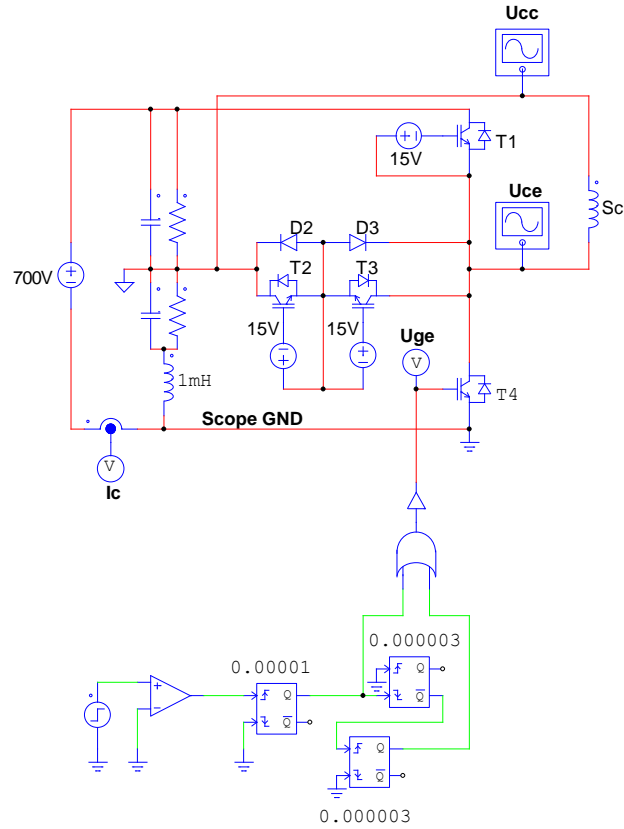 Ucc
T1
15V
Sc
Uce
D2
D3
T2
T3
700V
15V
15V
Uge
V
1mH
T4
Scope GND
V
Ic
0.000003
0.00001
Q
Q
Q
Q
Q
Q
0.000003